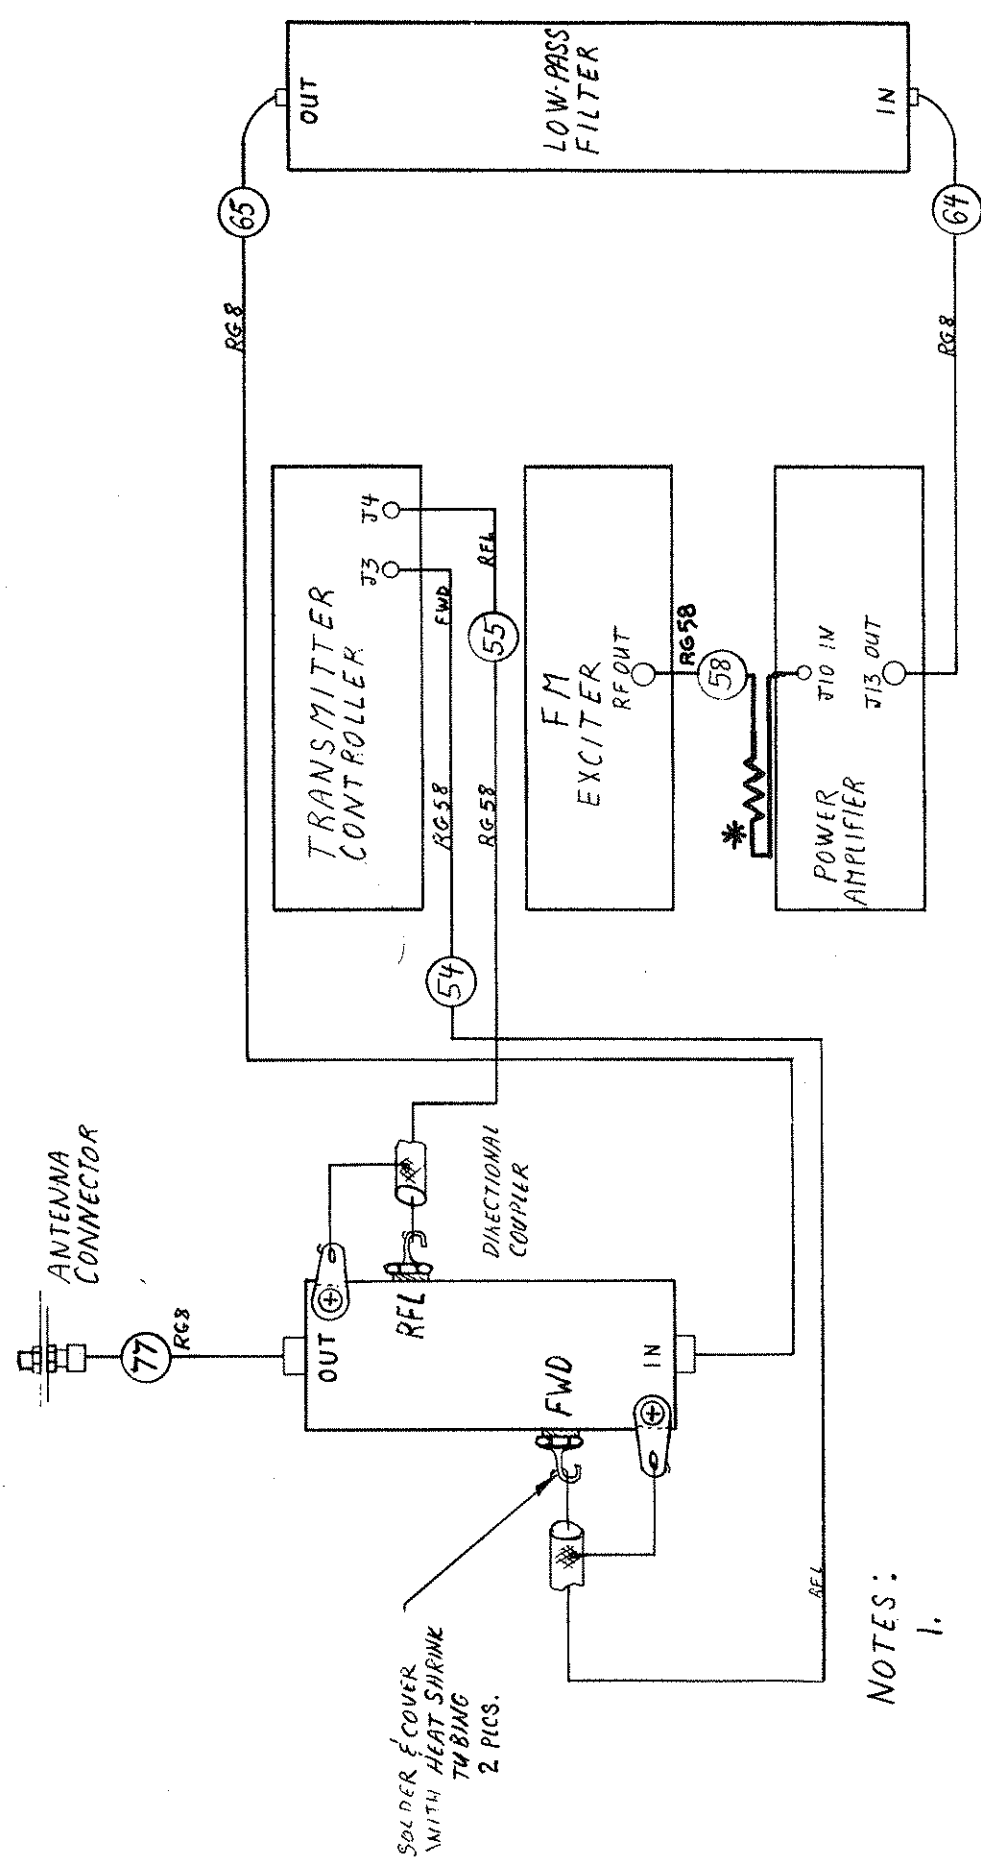 ANTENNA
CONNECTOR
77
RG8
OUT
RFL
FWD
IN
DIRECTIONAL
COUPLER
SOLDER & COVER
WITH HEAT SHRINK
TUBING
2 PLCS.
RFL
NOTES:
1.
65
RG8
54
RG58
FWD
55
RG58
RFL
TRANSMITTER
CONTROLLER
J3
J4
FM
EXCITER
RF OUT
RG58
58
*
POWER
AMPLIFIER
J10 IN
J13 OUT
RG8
64
OUT
LOW-PASS
FILTER
IN